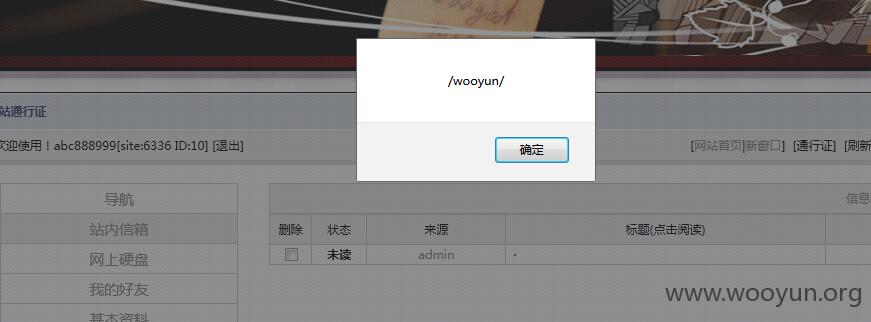 /wooyun/
确定
站通行证
欢迎使用！abc888999[site:6336 ID:10] [退出]
[网站首页|新窗口] [通行证] [刷新
导航
站内信箱
网上硬盘
我的好友
基本资料
信息
删除 状态 来源 标题(点击阅读)
未读 admin ·
www.wooyun.org